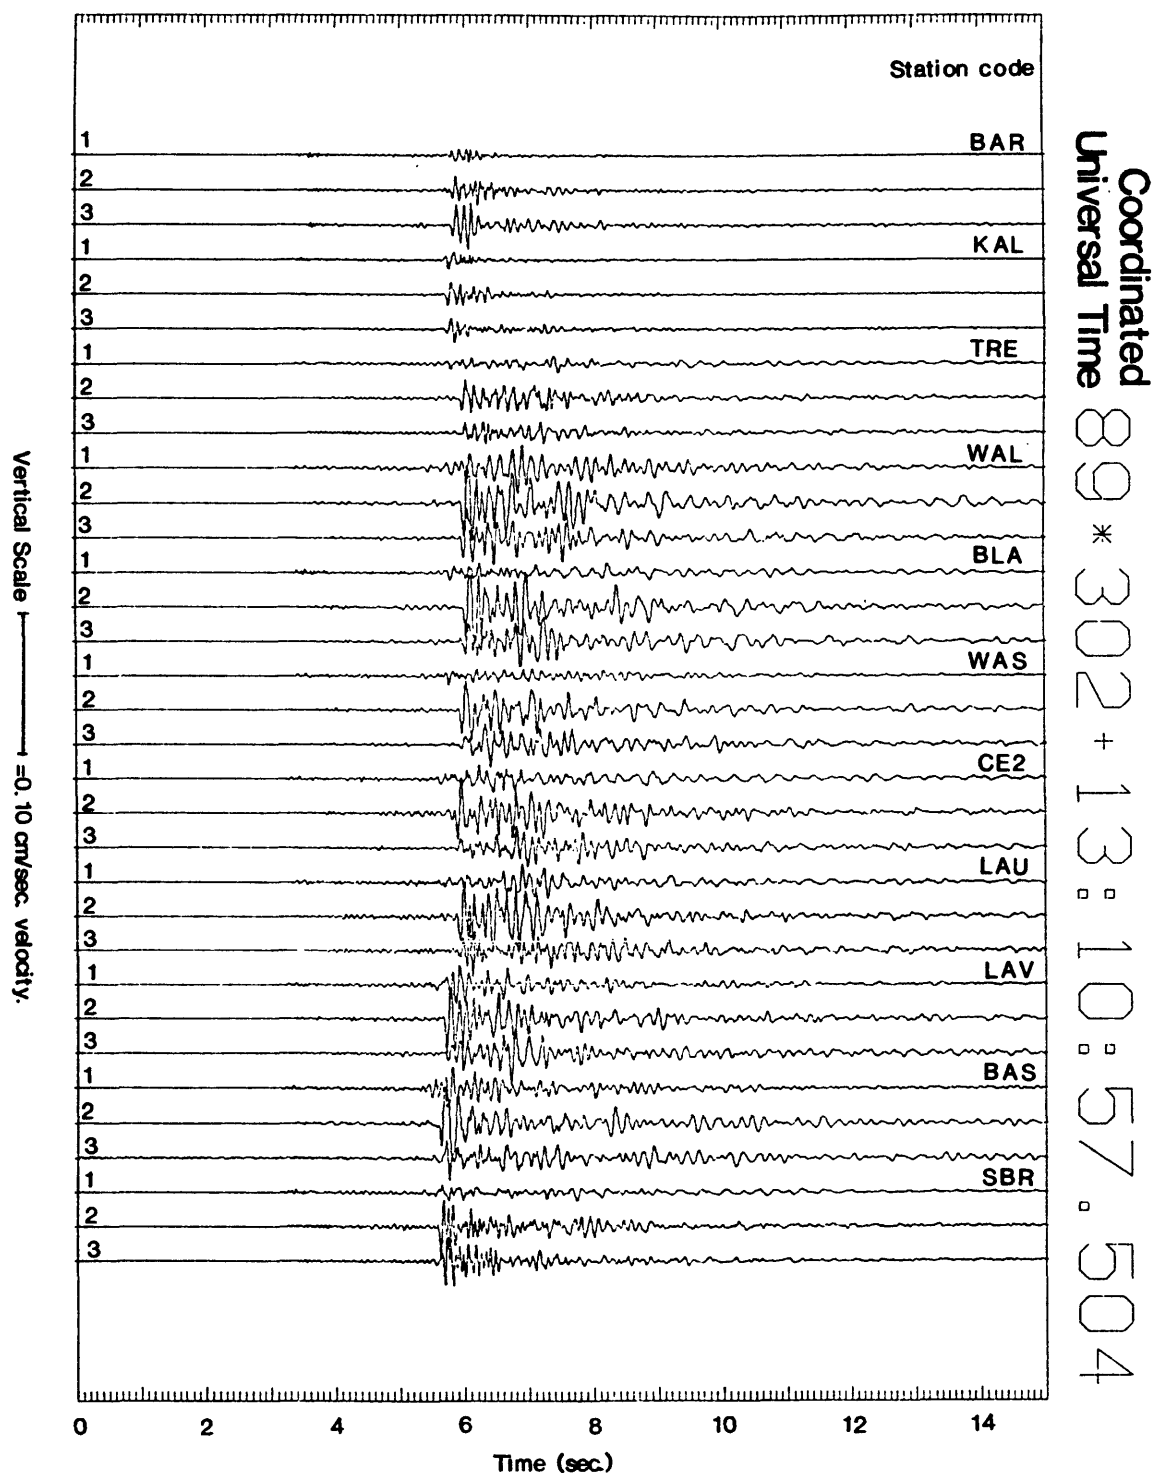 Station code
1 BAR
2
3
1 KAL
2
3
1 TRE
2
3
1 WAL
2
3
1 BLA
2
3
1 WAS
2
3
1 CE2
2
3
1 LAU
2
3
1 LAV
2
3
1 BAS
2
3
1 SBR
2
3
0 2 4 6 8 10 12 14
Time (sec.)
Vertical Scale =0.10 cm/sec. velocity.
Coordinated
Universal Time 89*302+13:10:57.504